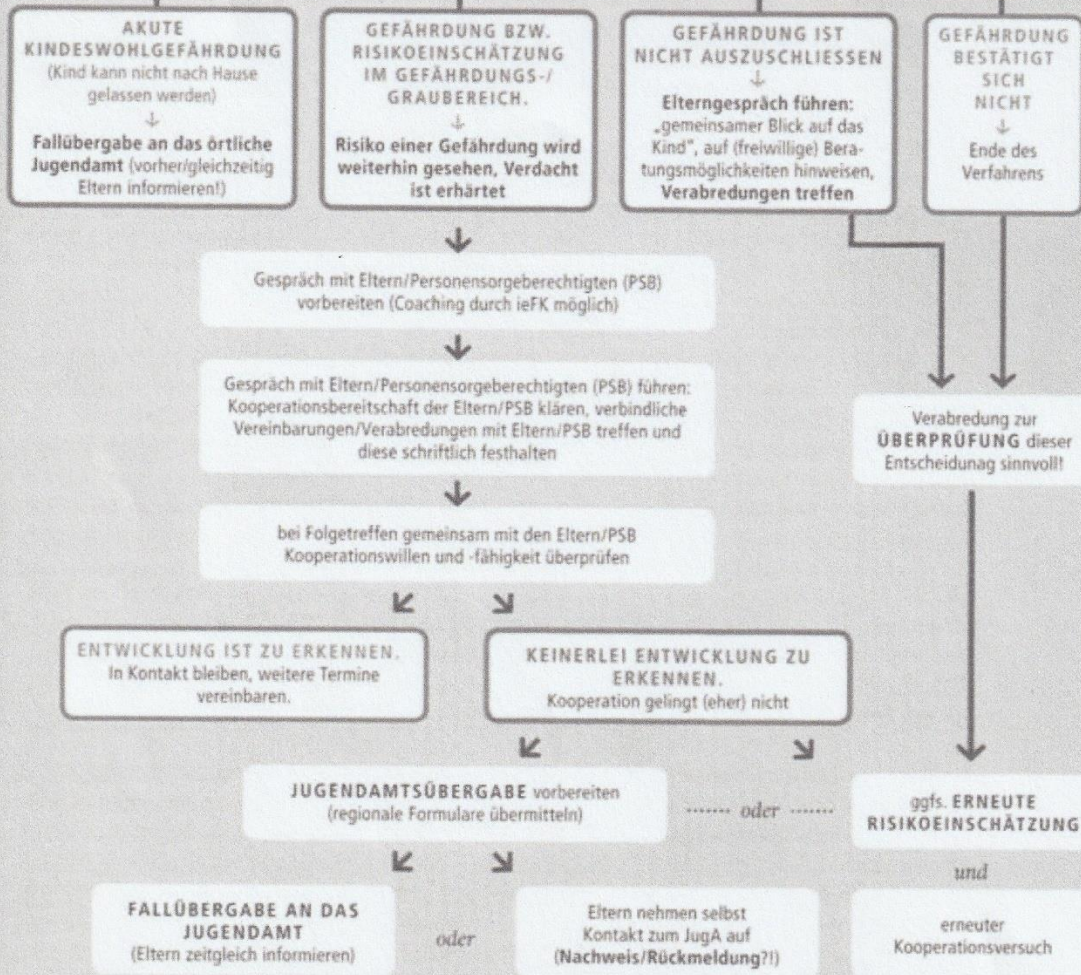 AKUTE
KINDESWOHLGEFÄHRDUNG
(Kind kann nicht nach Hause
gelassen werden)
↓
Fallübergabe an das örtliche
Jugendamt (vorher/gleichzeitig
Eltern informieren!)
GEFÄHRDUNG BZW.
RISIKOEINSCHÄTZUNG
IM GEFÄHRDUNGS-/
GRAUBEREICH.
↓
Risiko einer Gefährdung wird
weiterhin gesehen, Verdacht
ist erhärtet
GEFÄHRDUNG IST
NICHT AUSZUSCHLIESSEN
↓
Elterngespräch führen:
„gemeinsamer Blick auf das
Kind", auf (freiwillige) Bera-
tungsmöglichkeiten hinweisen,
Verabredungen treffen
GEFÄHRDUNG
BESTÄTIGT
SICH
NICHT
↓
Ende des
Verfahrens
Gespräch mit Eltern/Personensorgeberechtigten (PSB)
vorbereiten (Coaching durch ieFK möglich)
Gespräch mit Eltern/Personensorgeberechtigten (PSB) führen:
Kooperationsbereitschaft der Eltern/PSB klären, verbindliche
Vereinbarungen/Verabredungen mit Eltern/PSB treffen und
diese schriftlich festhalten
Verabredung zur
ÜBERPRÜFUNG dieser
Entscheidunag sinnvoll!
bei Folgetreffen gemeinsam mit den Eltern/PSB
Kooperationswillen und -fähigkeit überprüfen
ENTWICKLUNG IST ZU ERKENNEN.
In Kontakt bleiben, weitere Termine
vereinbaren.
KEINERLEI ENTWICKLUNG ZU
ERKENNEN.
Kooperation gelingt (eher) nicht
JUGENDAMTSÜBERGABE vorbereiten
(regionale Formulare übermitteln)
....... oder .......
ggfs. ERNEUTE
RISIKOEINSCHÄTZUNG
und
FALLÜBERGABE AN DAS
JUGENDAMT
(Eltern zeitgleich informieren)
oder
Eltern nehmen selbst
Kontakt zum JugA auf
(Nachweis/Rückmeldung?!)
erneuter
Kooperationsversuch